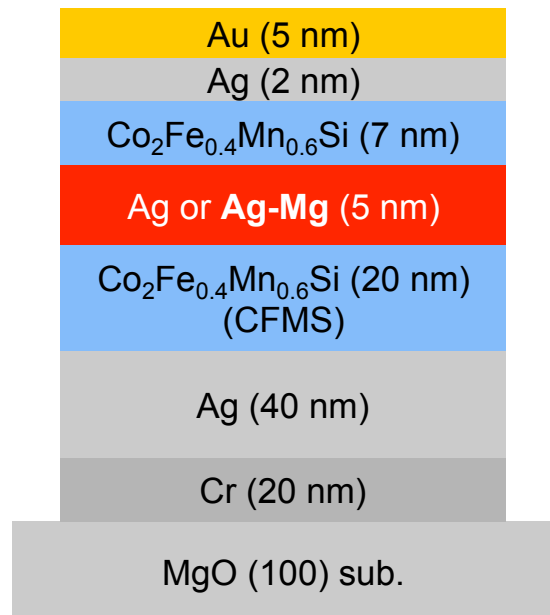 Au (5 nm)
Ag (2 nm)
Co₂Fe₀.₄Mn₀.₆Si (7 nm)
Ag or Ag-Mg (5 nm)
Co₂Fe₀.₄Mn₀.₆Si (20 nm)
(CFMS)
Ag (40 nm)
Cr (20 nm)
MgO (100) sub.